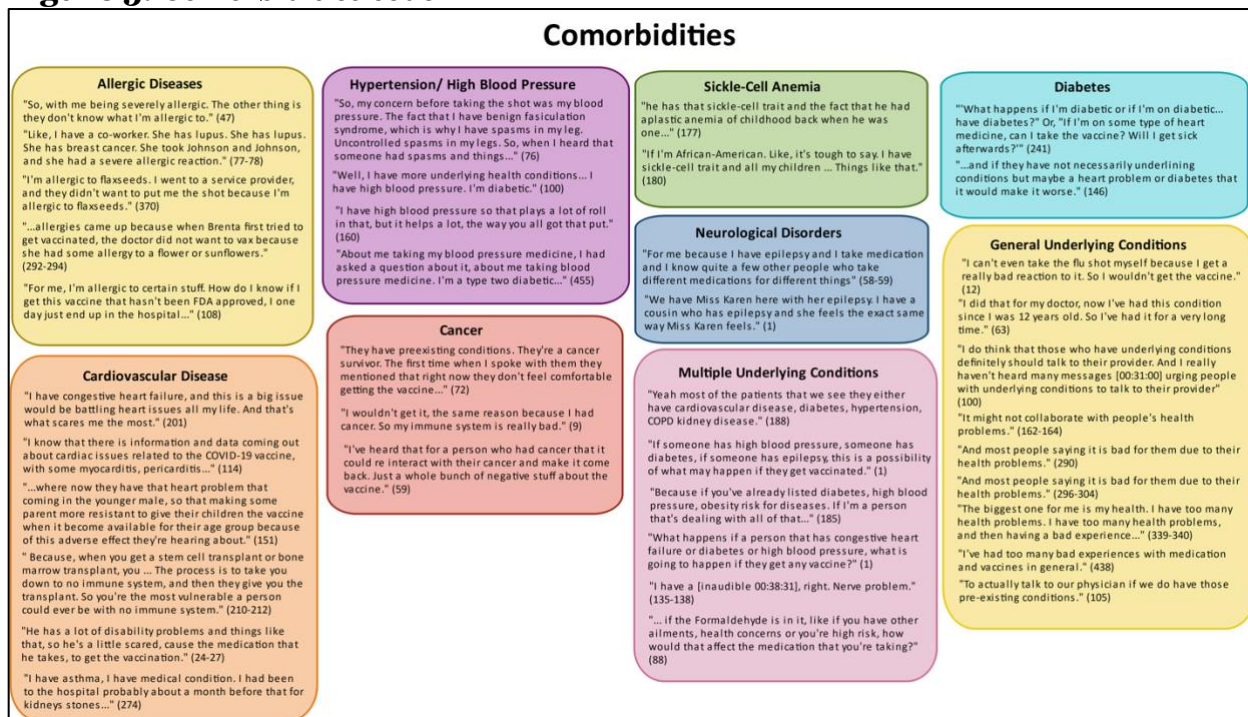 Comorbidities
Allergic Diseases
"So, with me being severely allergic. The other thing is
they don't know what I'm allergic to." (47)
"Like, I have a co-worker. She has lupus. She has lupus.
She has breast cancer. She took Johnson and Johnson,
and she had a severe allergic reaction." (77-78)
"I'm allergic to flaxseeds. I went to a service provider,
and they didn't want to put me the shot because I'm
allergic to flaxseeds." (370)
"...allergies came up because when Brenta first tried to
get vaccinated, the doctor did not want to vax because
she had some allergy to a flower or sunflowers."
(292-294)
"For me, I'm allergic to certain stuff. How do I know if I
get this vaccine that hasn't been FDA approved, I one
day just end up in the hospital..." (108)
Cardiovascular Disease
"I have congestive heart failure, and this is a big issue
would be battling heart issues all my life. And that's
what scares me the most." (201)
"I know that there is information and data coming out
about cardiac issues related to the COVID-19 vaccine,
with some myocarditis, pericarditis..." (114)
"...where now they have that heart problem that
coming in the younger male, so that making some
parent more resistant to give their children the vaccine
when it become available for their age group because
of this adverse effect they're hearing about." (151)
" Because, when you get a stem cell transplant or bone
marrow transplant, you ... The process is to take you
down to no immune system, and then they give you the
transplant. So you're the most vulnerable a person
could ever be with no immune system." (210-212)
"He has a lot of disability problems and things like
that, so he's a little scared, cause the medication that
he takes, to get the vaccination." (24-27)
"I have asthma, I have medical condition. I had been
to the hospital probably about a month before that for
kidneys stones..." (274)
Hypertension/ High Blood Pressure
"So, my concern before taking the shot was my blood
pressure. The fact that I have benign fasiculation
syndrome, which is why I have spasms in my leg.
Uncontrolled spasms in my legs. So, when I heard that
someone had spasms and things..." (76)
"Well, I have more underlying health conditions... I
have high blood pressure. I'm diabetic." (100)
"I have high blood pressure so that plays a lot of roll
in that, but it helps a lot, the way you all got that put."
(160)
"About me taking my blood pressure medicine, I had
asked a question about it, about me taking blood
pressure medicine. I'm a type two diabetic..." (455)
Cancer
"They have preexisting conditions. They're a cancer
survivor. The first time when I spoke with them they
mentioned that right now they don't feel comfortable
getting the vaccine..." (72)
"I wouldn't get it, the same reason because I had
cancer. So my immune system is really bad." (9)
"I've heard that for a person who had cancer that it
could re interact with their cancer and make it come
back. Just a whole bunch of negative stuff about the
vaccine." (59)
Sickle-Cell Anemia
"he has that sickle-cell trait and the fact that he had
aplastic anemia of childhood back when he was
one..." (177)
"If I'm African-American. Like, it's tough to say. I have
sickle-cell trait and all my children ... Things like that."
(180)
Neurological Disorders
"For me because I have epilepsy and I take medication
and I know quite a few other people who take
different medications for different things" (58-59)
"We have Miss Karen here with her epilepsy. I have a
cousin who has epilepsy and she feels the exact same
way Miss Karen feels." (1)
Multiple Underlying Conditions
"Yeah most of the patients that we see they either
have cardiovascular disease, diabetes, hypertension,
COPD kidney disease." (188)
"If someone has high blood pressure, someone has
diabetes, if someone has epilepsy, this is a possibility
of what may happen if they get vaccinated." (1)
"Because if you've already listed diabetes, high blood
pressure, obesity risk for diseases. If I'm a person
that's dealing with all of that..." (185)
"What happens if a person that has congestive heart
failure or diabetes or high blood pressure, what is
going to happen if they get any vaccine?" (1)
"I have a [inaudible 00:38:31], right. Nerve problem."
(135-138)
"... if the Formaldehyde is in it, like if you have other
ailments, health concerns or you're high risk, how
would that affect the medication that you're taking?"
(88)
Diabetes
"'What happens if I'm diabetic or if I'm on diabetic...
have diabetes?" Or, "If I'm on some type of heart
medicine, can I take the vaccine? Will I get sick
afterwards?'" (241)
"...and if they have not necessarily underlining
conditions but maybe a heart problem or diabetes that
it would make it worse." (146)
General Underlying Conditions
"I can't even take the flu shot myself because I get a
really bad reaction to it. So I wouldn't get the vaccine."
(12)
"I did that for my doctor, now I've had this condition
since I was 12 years old. So I've had it for a very long
time." (63)
"I do think that those who have underlying conditions
definitely should talk to their provider. And I really
haven't heard many messages [00:31:00] urging people
with underlying conditions to talk to their provider"
(100)
"It might not collaborate with people's health
problems." (162-164)
"And most people saying it is bad for them due to their
health problems." (290)
"And most people saying it is bad for them due to their
health problems." (296-304)
"The biggest one for me is my health. I have too many
health problems. I have too many health problems,
and then having a bad experience..." (339-340)
"I've had too many bad experiences with medication
and vaccines in general." (438)
"To actually talk to our physician if we do have those
pre-existing conditions." (105)